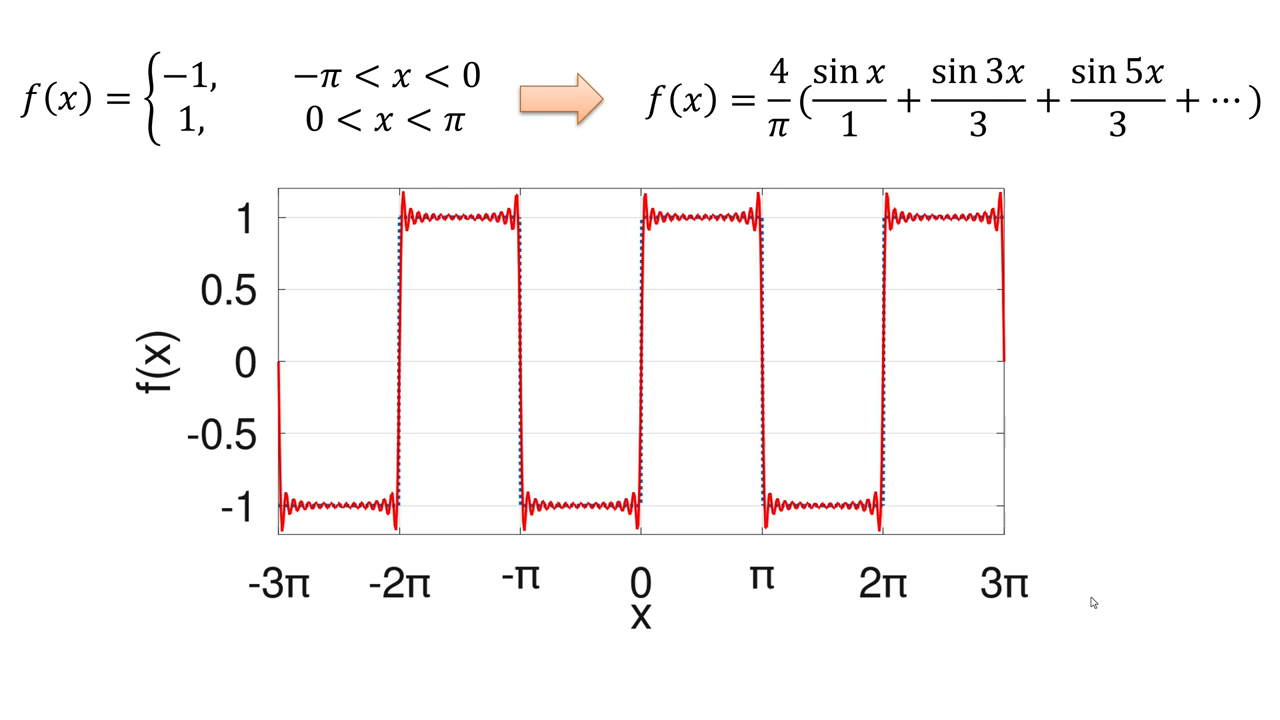 f(x) = { −1, −π < x < 0
1, 0 < x < π
f(x) = 4/π (sin x/1 + sin 3x/3 + sin 5x/3 + ⋯)
1
0.5
0
-0.5
-1
f(x)
-3π -2π -π 0 π 2π 3π
x